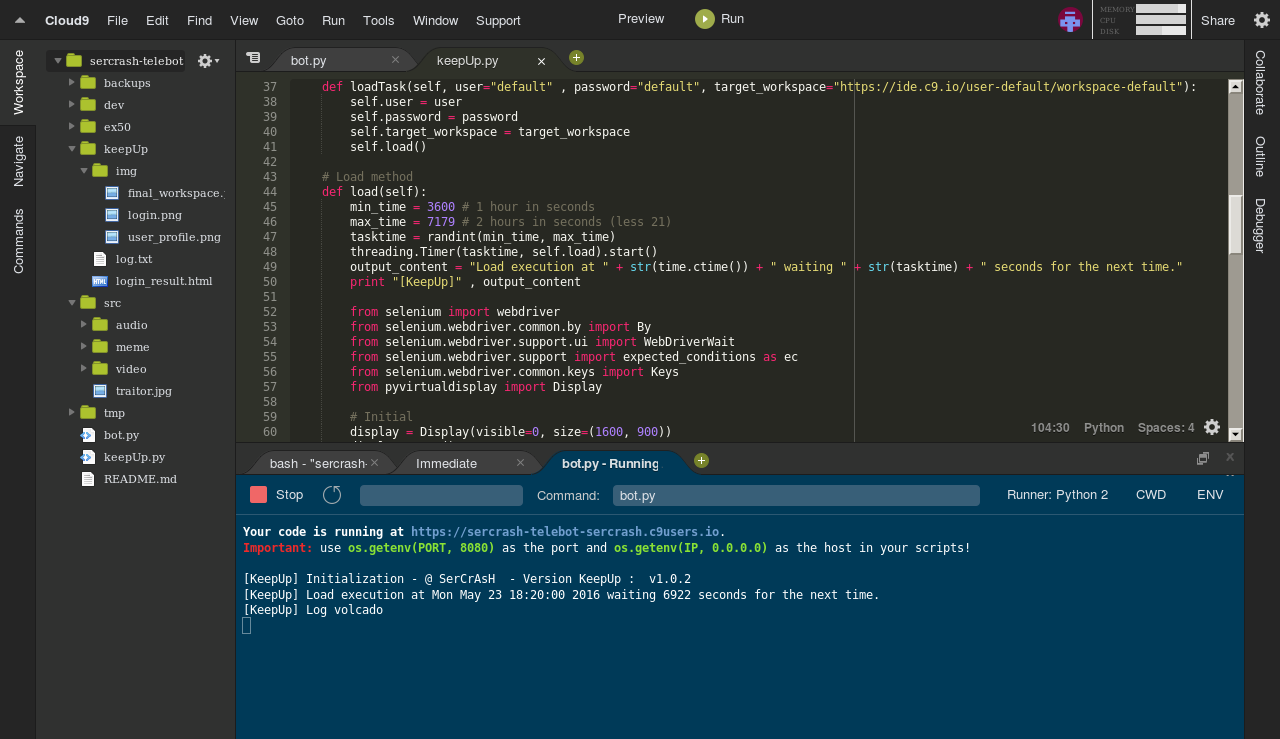 Cloud9 File Edit Find View Goto Run Tools Window Support Preview Run MEMORY CPU DISK Share
Workspace
Navigate
Commands
sercrash-telebot
backups
dev
ex50
keepUp
img
final_workspace.
login.png
user_profile.png
log.txt
login_result.html
src
audio
meme
video
traitor.jpg
tmp
bot.py
keepUp.py
README.md
bot.py keepUp.py
37 def loadTask(self, user="default" , password="default", target_workspace="https://ide.c9.io/user-default/workspace-default"):
38 self.user = user
39 self.password = password
40 self.target_workspace = target_workspace
41 self.load()
42
43 # Load method
44 def load(self):
45 min_time = 3600 # 1 hour in seconds
46 max_time = 7179 # 2 hours in seconds (less 21)
47 tasktime = randint(min_time, max_time)
48 threading.Timer(tasktime, self.load).start()
49 output_content = "Load execution at " + str(time.ctime()) + " waiting " + str(tasktime) + " seconds for the next time."
50 print "[KeepUp]" , output_content
51
52 from selenium import webdriver
53 from selenium.webdriver.common.by import By
54 from selenium.webdriver.support.ui import WebDriverWait
55 from selenium.webdriver.support import expected_conditions as ec
56 from selenium.webdriver.common.keys import Keys
57 from pyvirtualdisplay import Display
58
59 # Initial
60 display = Display(visible=0, size=(1600, 900))
104:30 Python Spaces: 4
Collaborate
Outline
Debugger
bash - "sercrash- Immediate bot.py - Running
Stop Command: bot.py Runner: Python 2 CWD ENV
Your code is running at https://sercrash-telebot-sercrash.c9users.io.
Important: use os.getenv(PORT, 8080) as the port and os.getenv(IP, 0.0.0.0) as the host in your scripts!
[KeepUp] Initialization - @ SerCrAsH - Version KeepUp : v1.0.2
[KeepUp] Load execution at Mon May 23 18:20:00 2016 waiting 6922 seconds for the next time.
[KeepUp] Log volcado